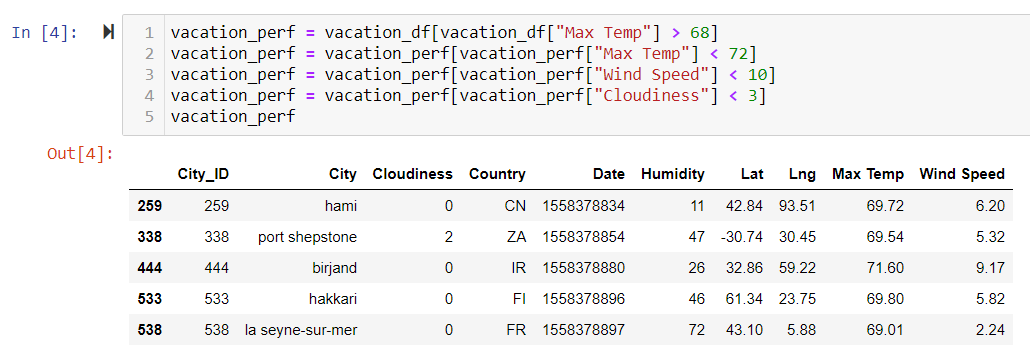 In [4]:
1 vacation_perf = vacation_df[vacation_df["Max Temp"] > 68]
2 vacation_perf = vacation_perf[vacation_perf["Max Temp"] < 72]
3 vacation_perf = vacation_perf[vacation_perf["Wind Speed"] < 10]
4 vacation_perf = vacation_perf[vacation_perf["Cloudiness"] < 3]
5 vacation_perf
Out[4]:
City_ID City Cloudiness Country Date Humidity Lat Lng Max Temp Wind Speed
259 259 hami 0 CN 1558378834 11 42.84 93.51 69.72 6.20
338 338 port shepstone 2 ZA 1558378854 47 -30.74 30.45 69.54 5.32
444 444 birjand 0 IR 1558378880 26 32.86 59.22 71.60 9.17
533 533 hakkari 0 FI 1558378896 46 61.34 23.75 69.80 5.82
538 538 la seyne-sur-mer 0 FR 1558378897 72 43.10 5.88 69.01 2.24